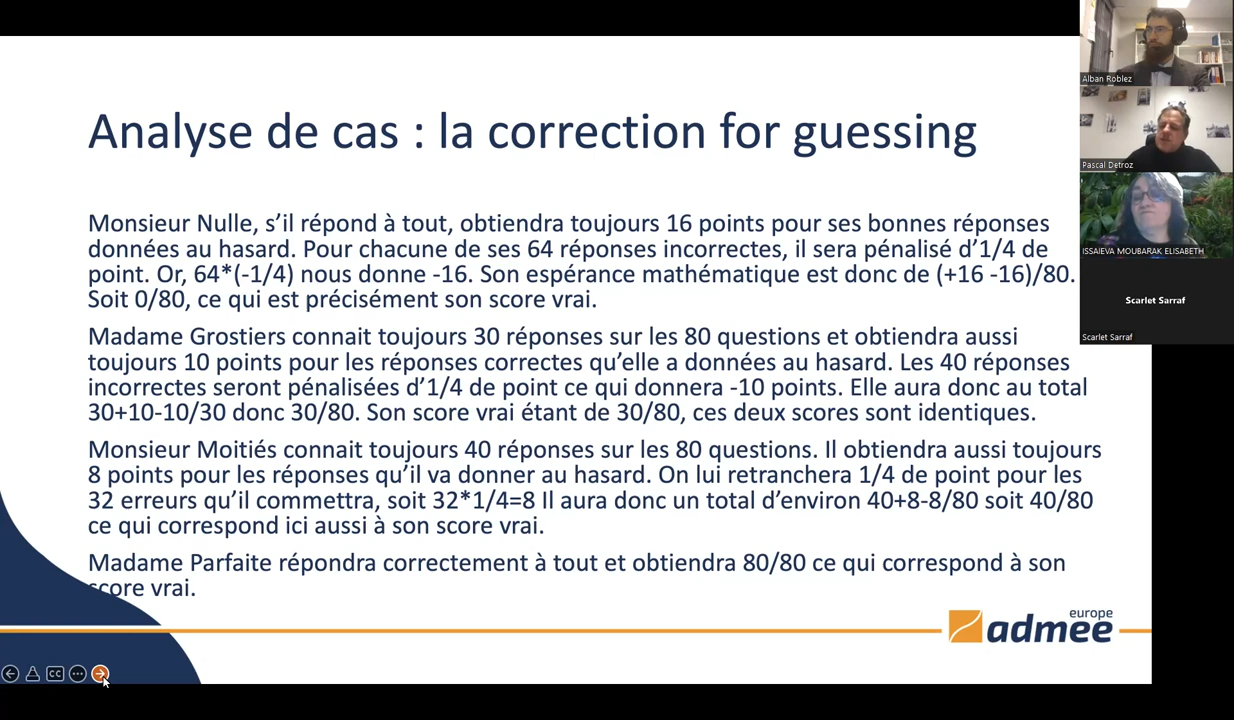 Analyse de cas : la correction for guessing
Monsieur Nulle, s’il répond à tout, obtiendra toujours 16 points pour ses bonnes réponses
données au hasard. Pour chacune de ses 64 réponses incorrectes, il sera pénalisé d’1/4 de
point. Or, 64*(-1/4) nous donne -16. Son espérance mathématique est donc de (+16 -16)/80.
Soit 0/80, ce qui est précisément son score vrai.
Madame Grostiers connait toujours 30 réponses sur les 80 questions et obtiendra aussi
toujours 10 points pour les réponses correctes qu’elle a données au hasard. Les 40 réponses
incorrectes seront pénalisées d’1/4 de point ce qui donnera -10 points. Elle aura donc au total
30+10-10/30 donc 30/80. Son score vrai étant de 30/80, ces deux scores sont identiques.
Monsieur Moitiés connait toujours 40 réponses sur les 80 questions. Il obtiendra aussi toujours
8 points pour les réponses qu’il va donner au hasard. On lui retranchera 1/4 de point pour les
32 erreurs qu’il commettra, soit 32*1/4=8 Il aura donc un total d’environ 40+8-8/80 soit 40/80
ce qui correspond ici aussi à son score vrai.
Madame Parfaite répondra correctement à tout et obtiendra 80/80 ce qui correspond à son
score vrai.
europe
admee
CC
Alban Roblez
Pascal Detroz
ISSAIEVA MOUBARAK ELISABETH
Scarlet Sarraf
Scarlet Sarraf